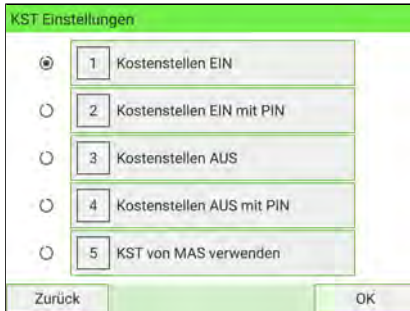 KST Einstellungen
1 Kostenstellen EIN
2 Kostenstellen EIN mit PIN
3 Kostenstellen AUS
4 Kostenstellen AUS mit PIN
5 KST von MAS verwenden
Zurück OK